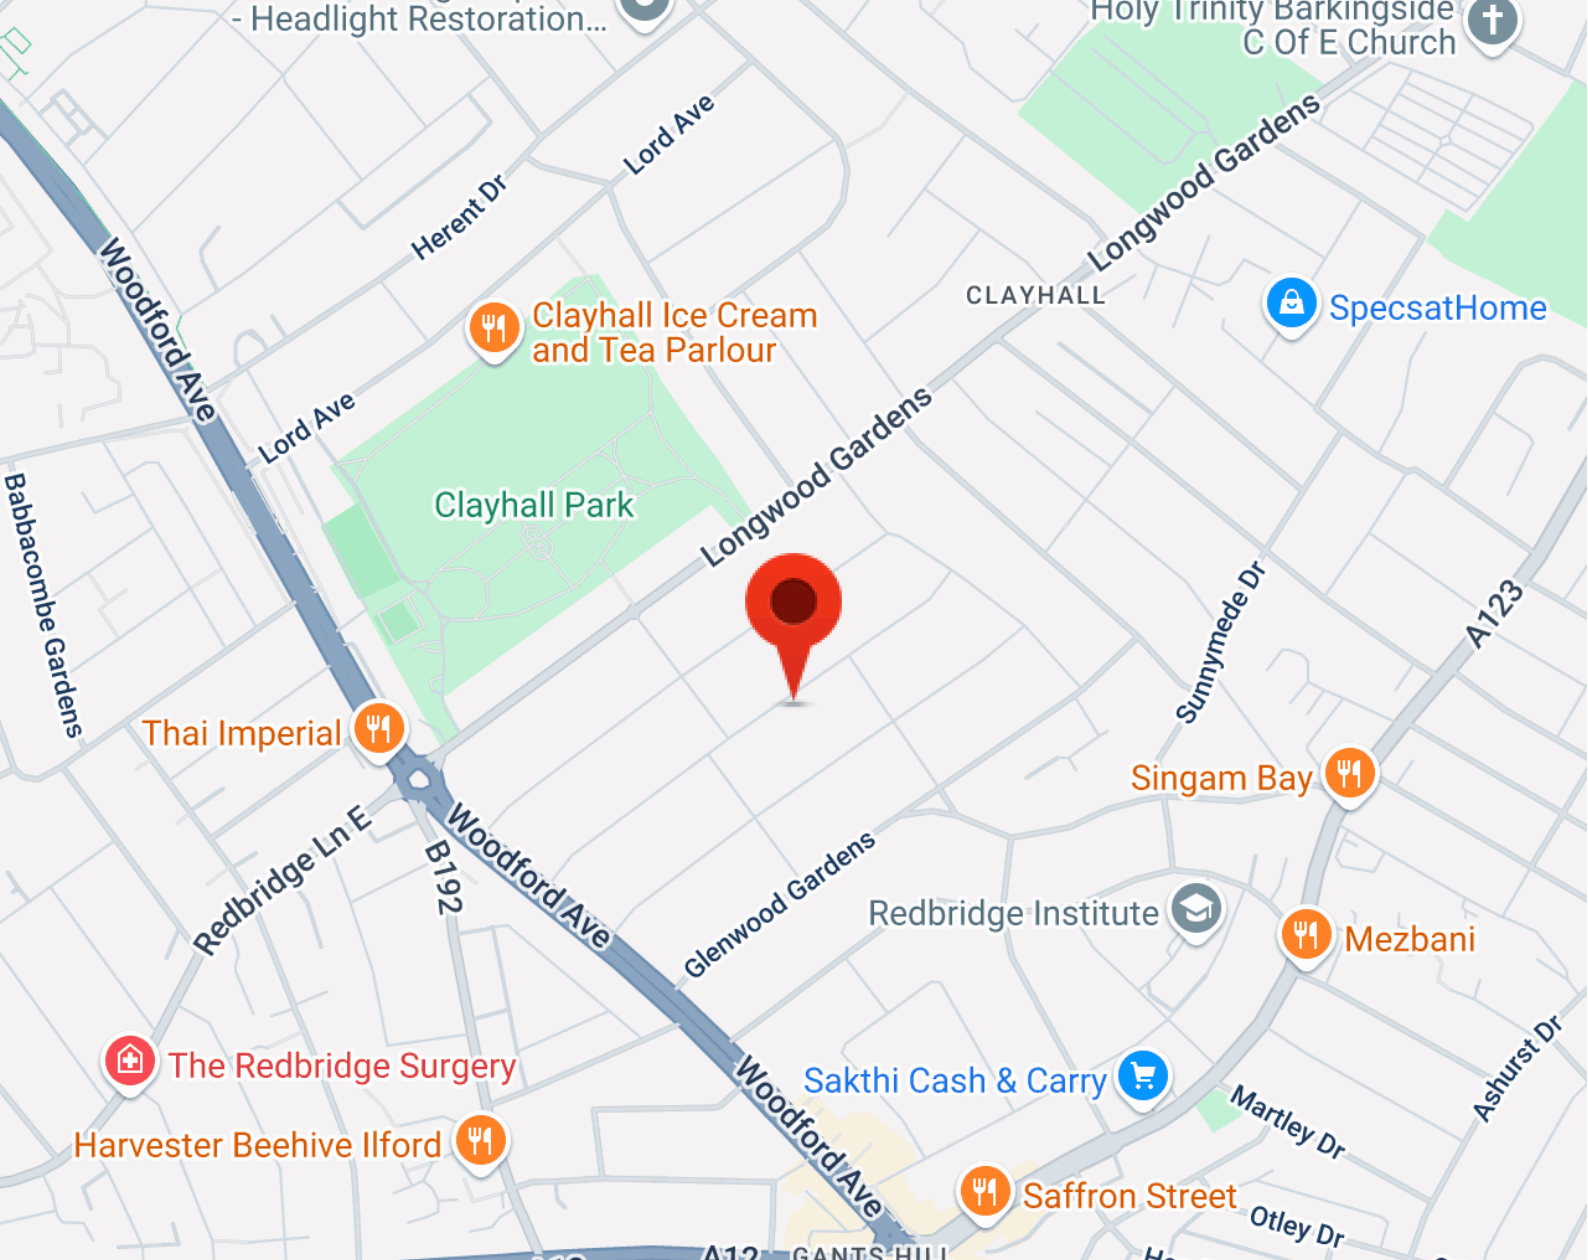 - Headlight Restoration...
Holy Trinity Barkingside
C Of E Church
Lord Ave
Longwood Gardens
Herent Dr
Woodford Ave
CLAYHALL
SpecsatHome
Clayhall Ice Cream
and Tea Parlour
Lord Ave
Longwood Gardens
Clayhall Park
Babbacombe Gardens
Sunnymede Dr
A123
Thai Imperial
Singam Bay
Redbridge Ln E
B192
Woodford Ave
Glenwood Gardens
Redbridge Institute
Mezbani
The Redbridge Surgery
Sakthi Cash & Carry
Woodford Ave
Ashurst Dr
Martley Dr
Harvester Beehive Ilford
Saffron Street
Otley Dr
A12
GANTS HILL